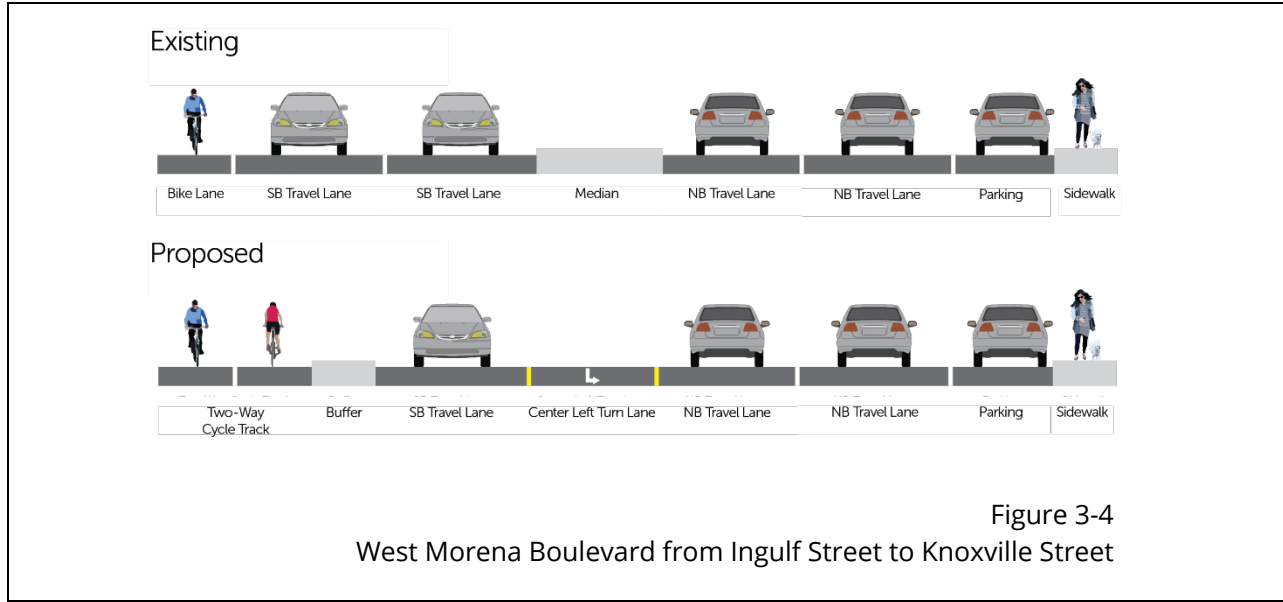 Existing
Bike Lane SB Travel Lane SB Travel Lane Median NB Travel Lane NB Travel Lane Parking Sidewalk
Proposed
Two-Way Buffer SB Travel Lane Center Left Turn Lane NB Travel Lane NB Travel Lane Parking Sidewalk
Cycle Track
Figure 3-4
West Morena Boulevard from Ingulf Street to Knoxville Street